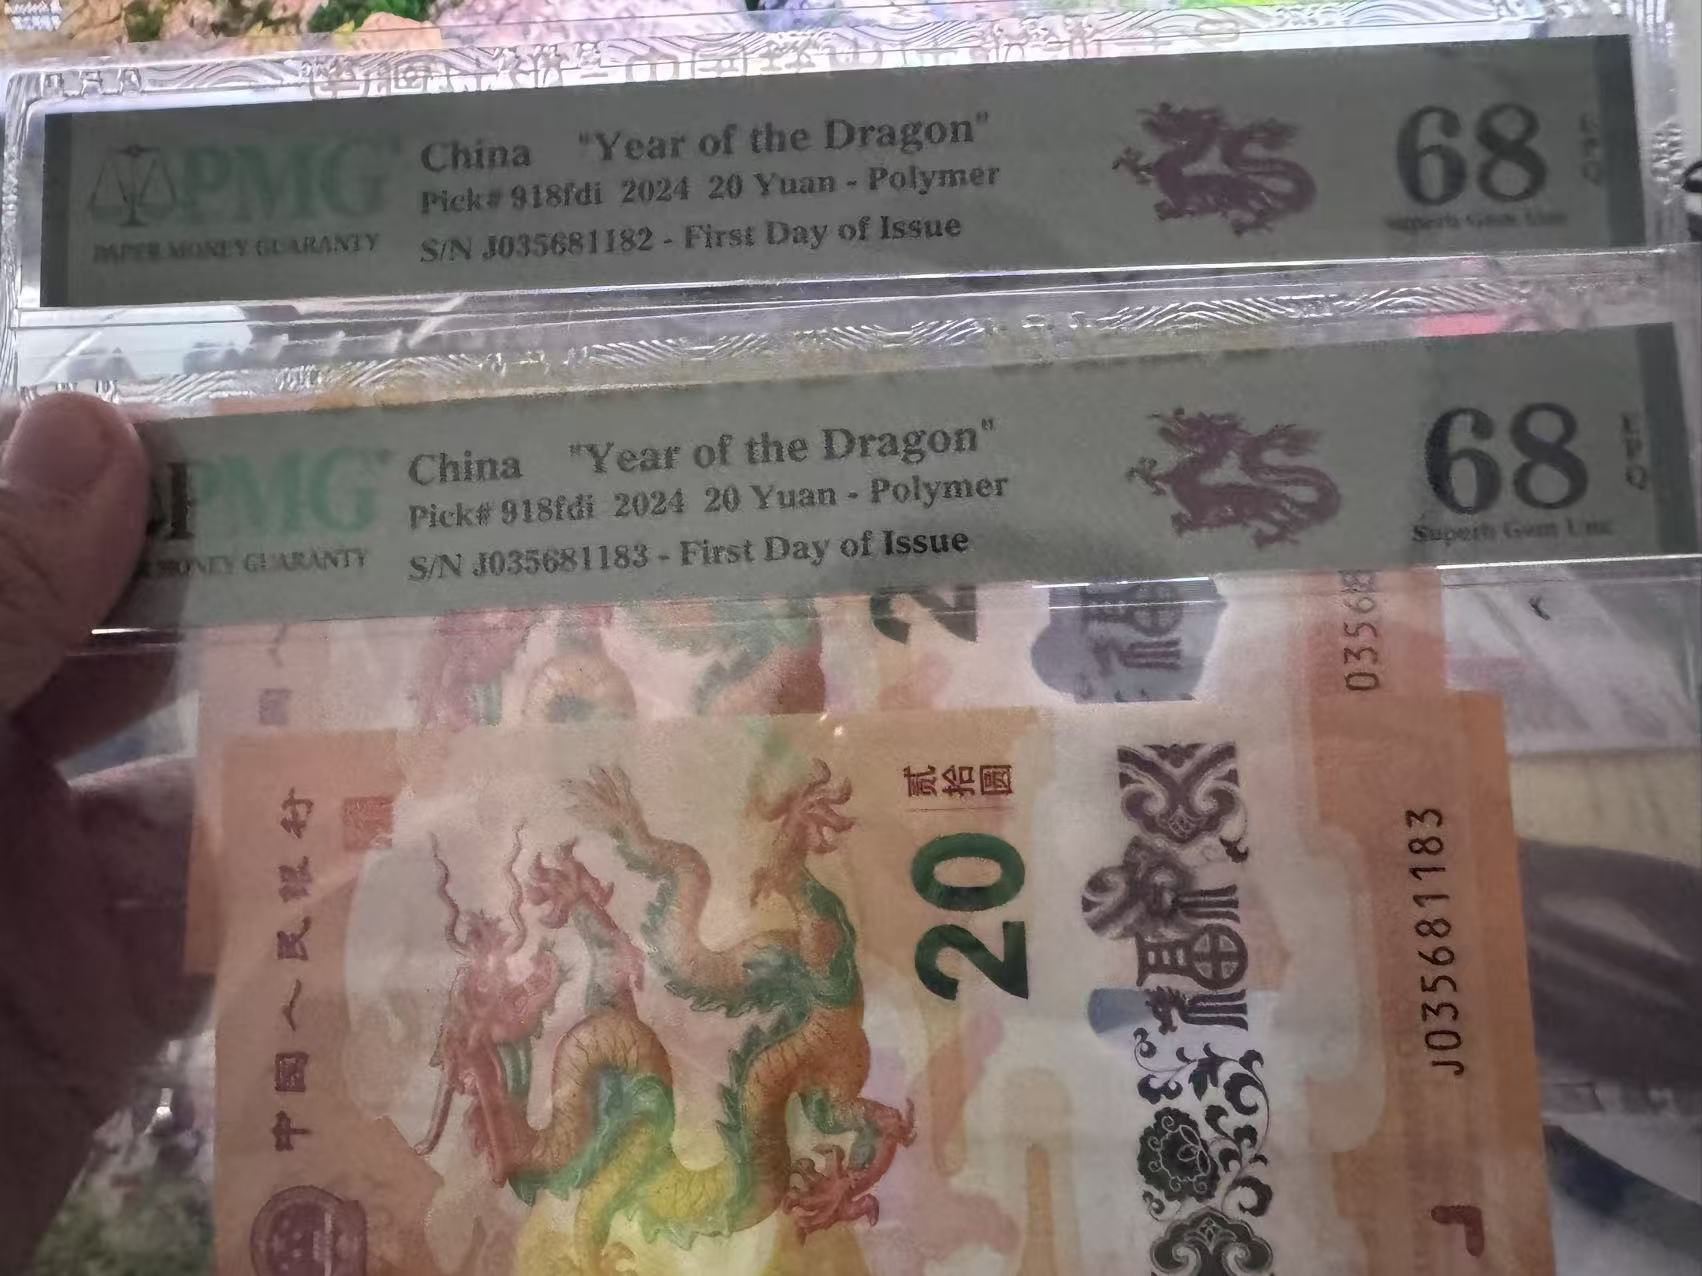 PMG
PAPER MONEY GUARANTY
China "Year of the Dragon"
Pick# 918fdi 2024 20 Yuan - Polymer
S/N J035681182 - First Day of Issue
68
EPQ
Superb Gem Unc
PMG
MONEY GUARANTY
China "Year of the Dragon"
Pick# 918fdi 2024 20 Yuan - Polymer
S/N J035681183 - First Day of Issue
68
EPQ
Superb Gem Unc
2
03568
中国人民银行
贰拾圆
20
J035681183
J